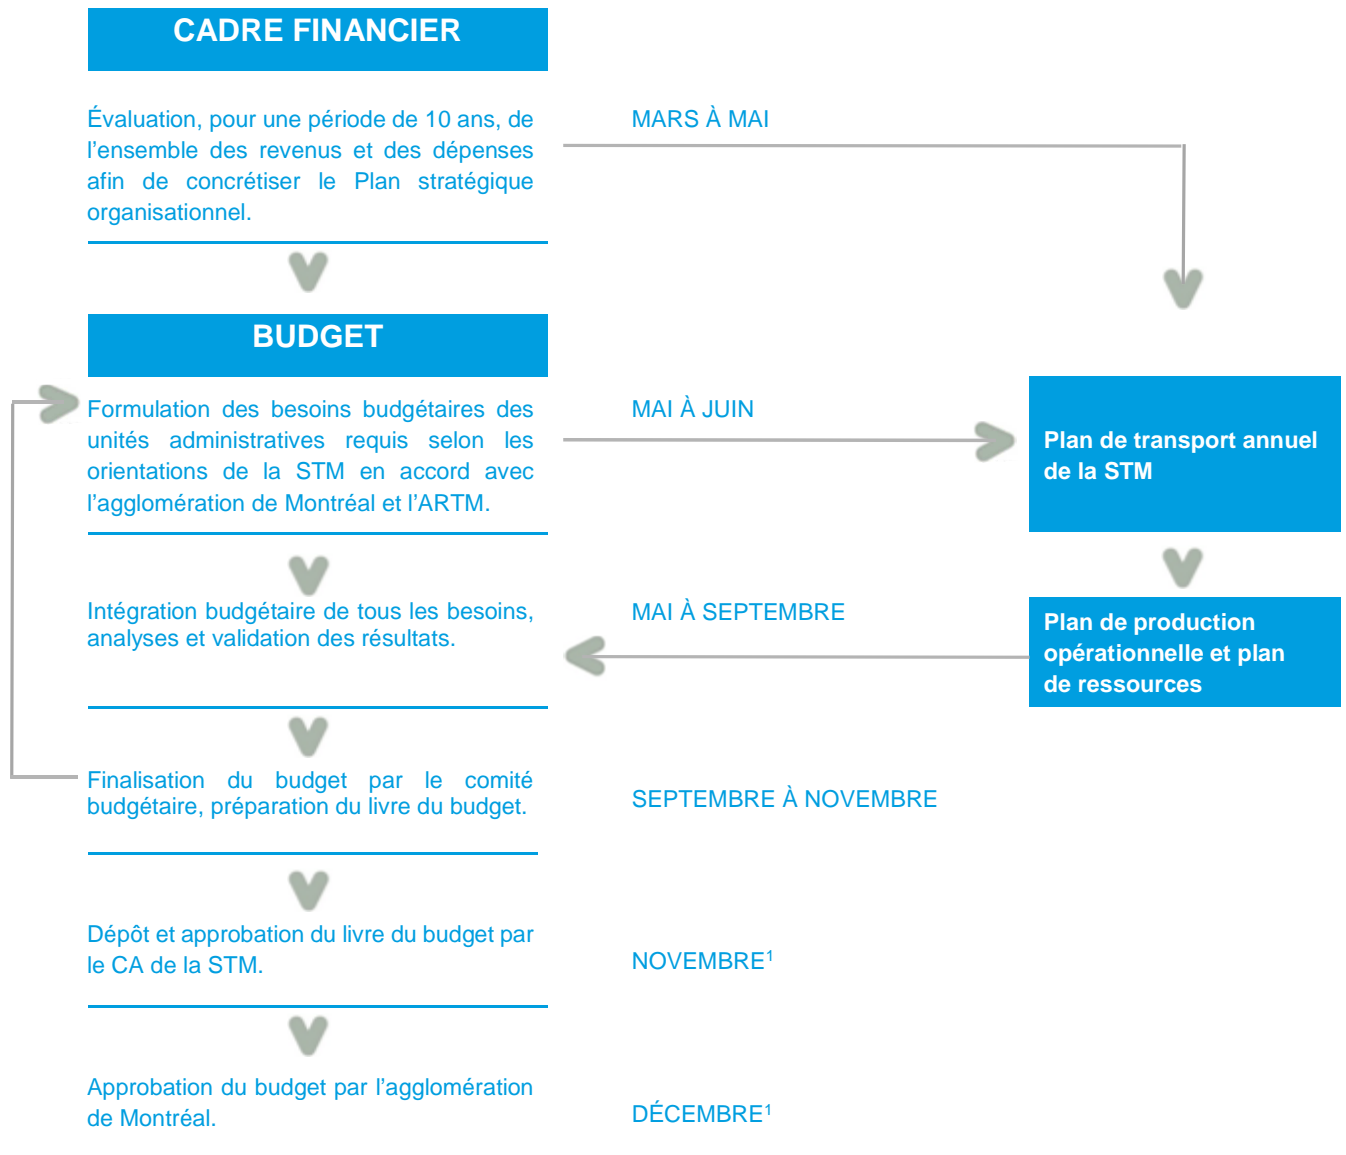 CADRE FINANCIER
Évaluation, pour une période de 10 ans, de
l’ensemble des revenus et des dépenses
afin de concrétiser le Plan stratégique
organisationnel.
MARS À MAI
BUDGET
Formulation des besoins budgétaires des
unités administratives requis selon les
orientations de la STM en accord avec
l’agglomération de Montréal et l’ARTM.
MAI À JUIN
Plan de transport annuel
de la STM
Intégration budgétaire de tous les besoins,
analyses et validation des résultats.
MAI À SEPTEMBRE
Plan de production
opérationnelle et plan
de ressources
Finalisation du budget par le comité
budgétaire, préparation du livre du budget.
SEPTEMBRE À NOVEMBRE
Dépôt et approbation du livre du budget par
le CA de la STM.
NOVEMBRE¹
Approbation du budget par l’agglomération
de Montréal.
DÉCEMBRE¹